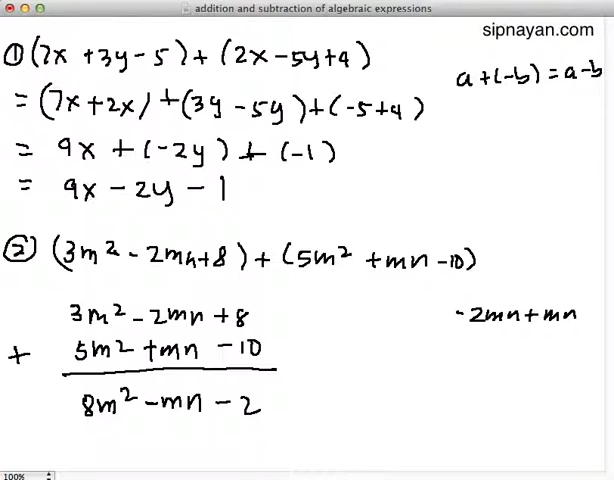 addition and subtraction of algebraic expressions
sipnayan.com
① (7x + 3y - 5) + (2x - 5y + 4)
a + (-b) = a - b
= (7x + 2x) + (3y - 5y) + (-5 + 4)
= 9x + (-2y) + (-1)
= 9x - 2y - 1
② (3m² - 2mn + 8) + (5m² + mn - 10)
3m² - 2mn + 8
-2mn + mn
+ 5m² + mn - 10
8m² - mn - 2
100%